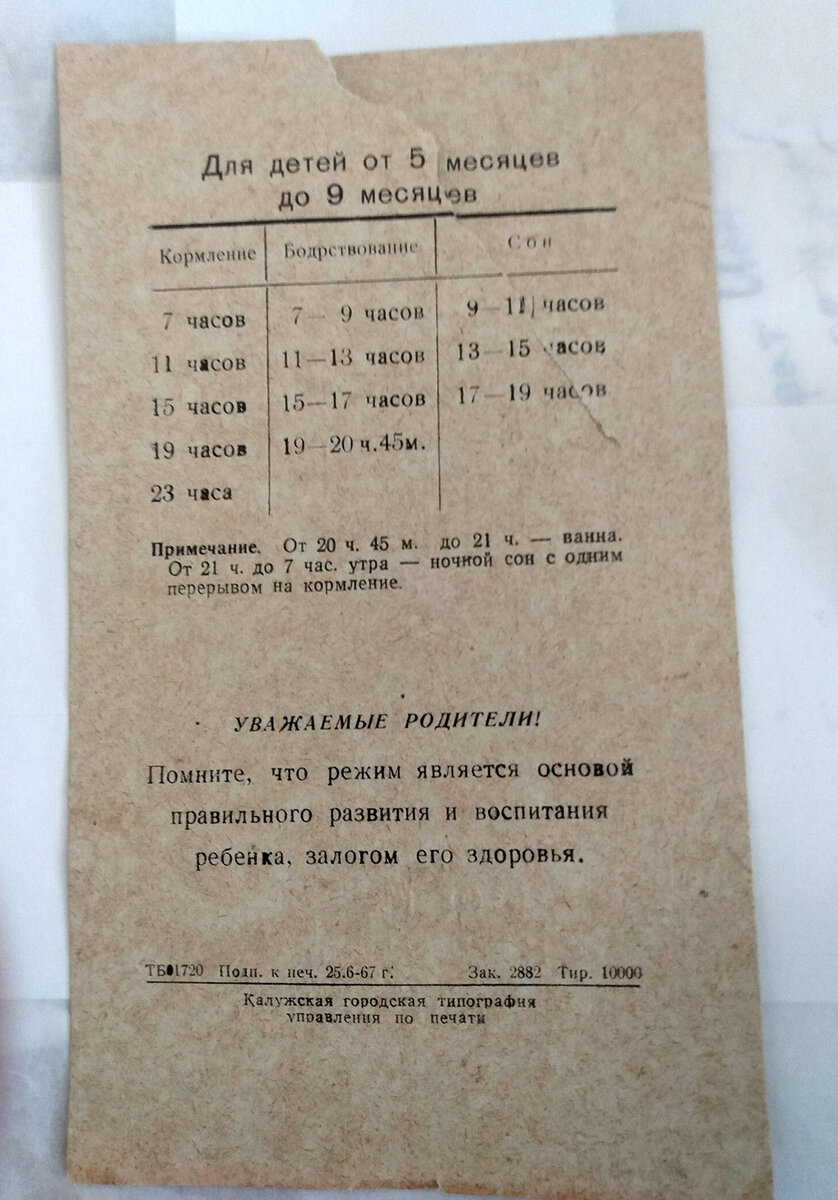 Для детей от 5 месяцев
до 9 месяцев
Кормление Бодрствование Сон
7 часов 7— 9 часов 9—11 часов
11 часов 11—13 часов 13—15 часов
15 часов 15—17 часов 17—19 часов
19 часов 19—20 ч.45м.
23 часа
Примечание. От 20 ч. 45 м. до 21 ч. — ванна.
От 21 ч. до 7 час. утра — ночной сон с одним
перерывом на кормление.
УВАЖАЕМЫЕ РОДИТЕЛИ!
Помните, что режим является основой
правильного развития и воспитания
ребенка, залогом его здоровья.
ТБ01720 Подп. к печ. 25.6-67 г. Зак. 2882 Тир. 10000
Калужская городская типография
управления по печати